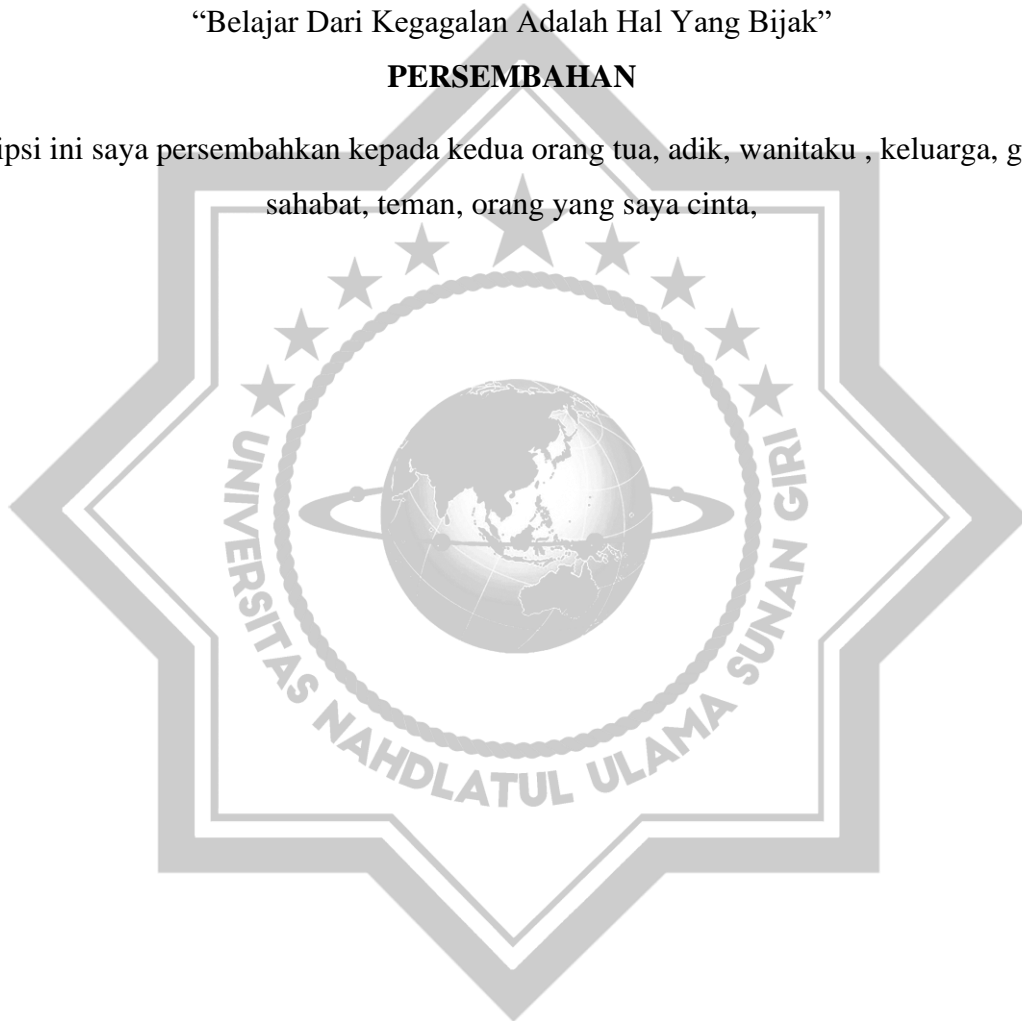 “Belajar Dari Kegagalan Adalah Hal Yang Bijak”
PERSEMBAHAN
ipsi ini saya persembahkan kepada kedua orang tua, adik, wanitaku , keluarga, g
sahabat, teman, orang yang saya cinta,
UNIVERSITAS NAHDLATUL ULAMA SUNAN GIRI